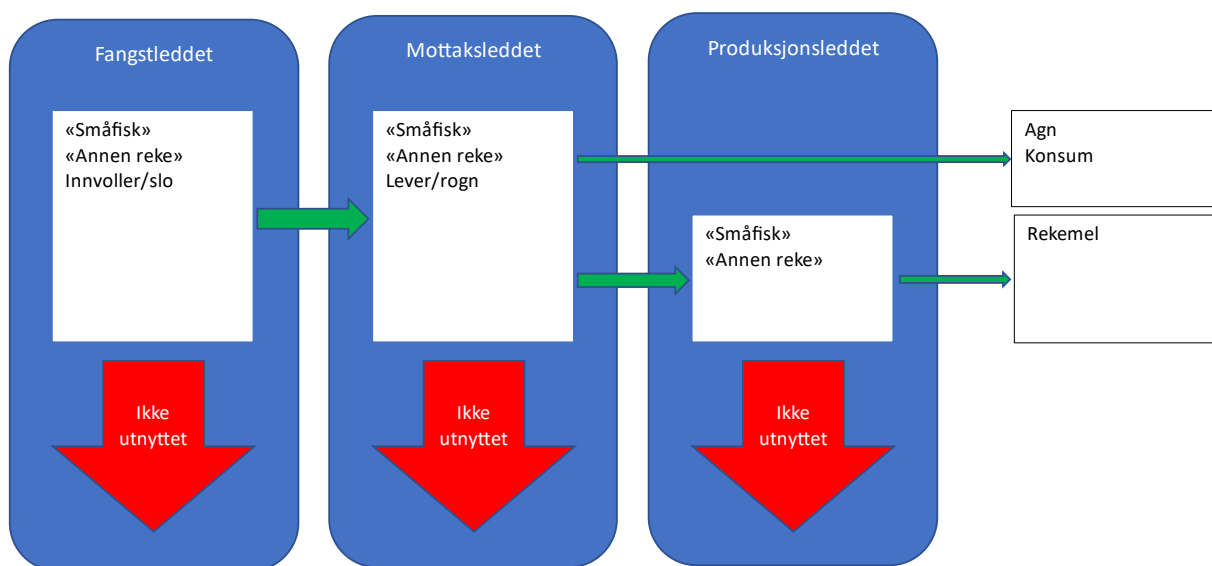 Fangstleddet
«Småfisk»
«Annen reke»
Innvoller/slo
Ikke
utnyttet
Mottaksleddet
«Småfisk»
«Annen reke»
Lever/rogn
Ikke
utnyttet
Produksjonsleddet
«Småfisk»
«Annen reke»
Ikke
utnyttet
Agn
Konsum
Rekemel